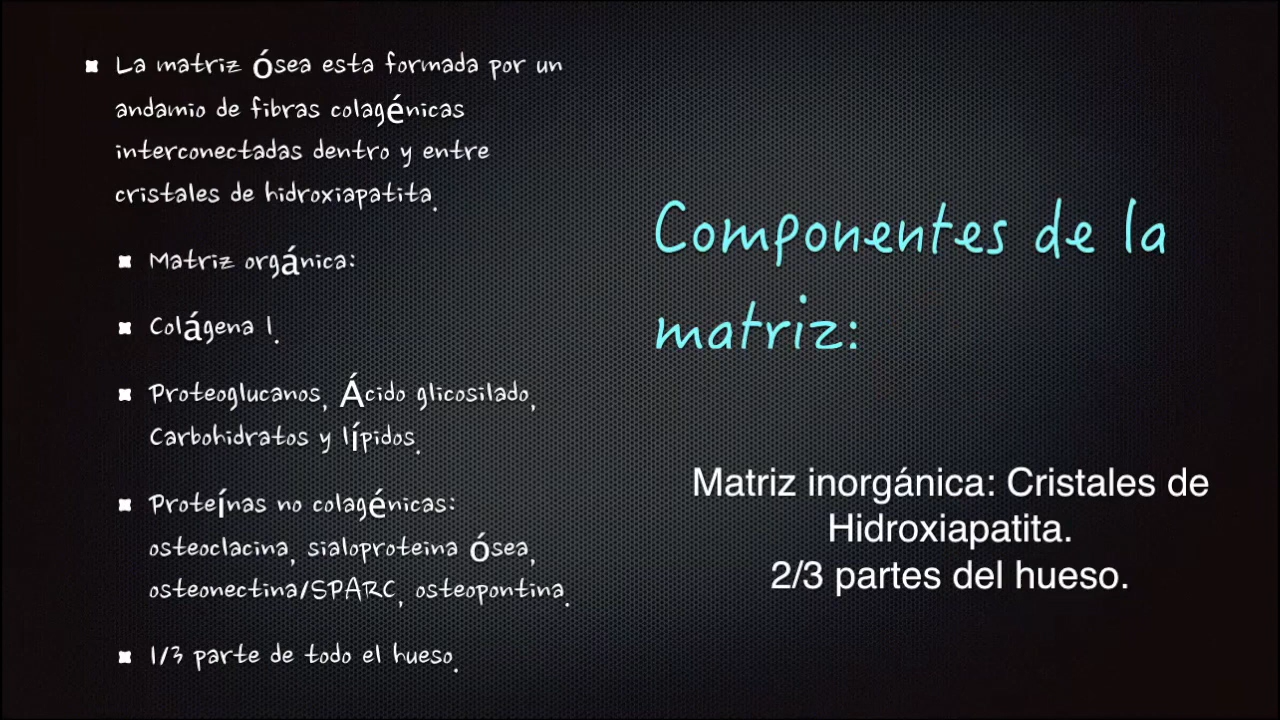 La matriz ósea esta formada por un
andamio de fibras colagénicas
interconectadas dentro y entre
cristales de hidroxiapatita.
Matriz orgánica:
Colágena I.
Proteoglucanos, Ácido glicosilado,
Carbohidratos y lípidos.
Proteínas no colagénicas:
osteoclacina, sialoproteina ósea,
osteonectina/SPARC, osteopontina.
1/3 parte de todo el hueso.
Componentes de la
matriz:
Matriz inorgánica: Cristales de
Hidroxiapatita.
2/3 partes del hueso.